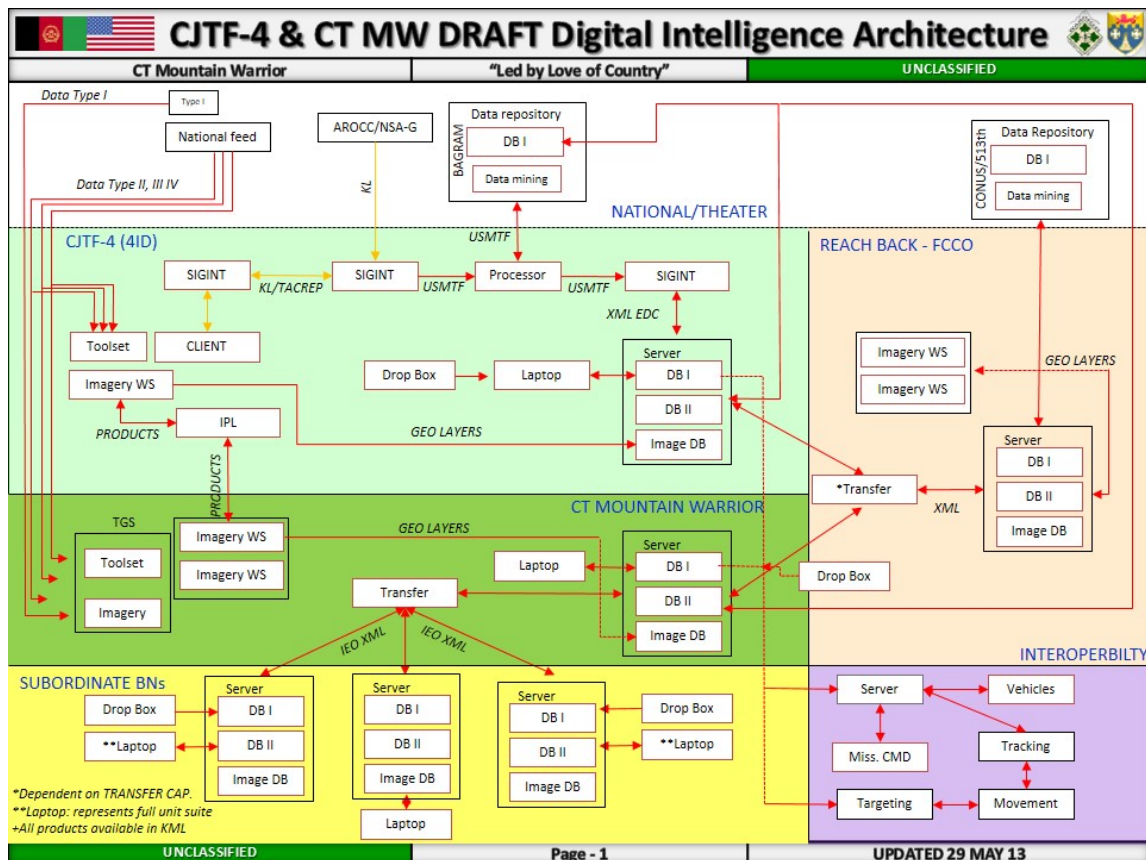 CJTF-4 & CT MW DRAFT Digital Intelligence Architecture
CT Mountain Warrior
“Led by Love of Country”
UNCLASSIFIED
Data Type I
Type I
National feed
Data Type II, III IV
AROCC/NSA-G
KL
BAGRAM
Data repository
DB I
Data mining
USMTF
NATIONAL/THEATER
CONUS/513th
Data Repository
DB I
Data mining
CJTF-4 (4ID)
SIGINT
KL/TACREP
SIGINT
USMTF
Processor
USMTF
SIGINT
XML EDC
Toolset
CLIENT
Imagery WS
PRODUCTS
IPL
PRODUCTS
GEO LAYERS
Drop Box
Laptop
Server
DB I
DB II
Image DB
REACH BACK - FCCO
Imagery WS
Imagery WS
GEO LAYERS
Server
DB I
DB II
Image DB
*Transfer
XML
CT MOUNTAIN WARRIOR
TGS
Toolset
Imagery
Imagery WS
Imagery WS
GEO LAYERS
Laptop
Server
DB I
DB II
Image DB
Drop Box
Transfer
IEO XML
IEO XML
SUBORDINATE BNs
Drop Box
**Laptop
Server
DB I
DB II
Image DB
Server
DB I
DB II
Image DB
Laptop
Server
DB I
DB II
Image DB
Drop Box
**Laptop
*Dependent on TRANSFER CAP.
**Laptop: represents full unit suite
+All products available in KML
INTEROPERBILTY
Server
Vehicles
Miss. CMD
Tracking
Targeting
Movement
UNCLASSIFIED
Page - 1
UPDATED 29 MAY 13